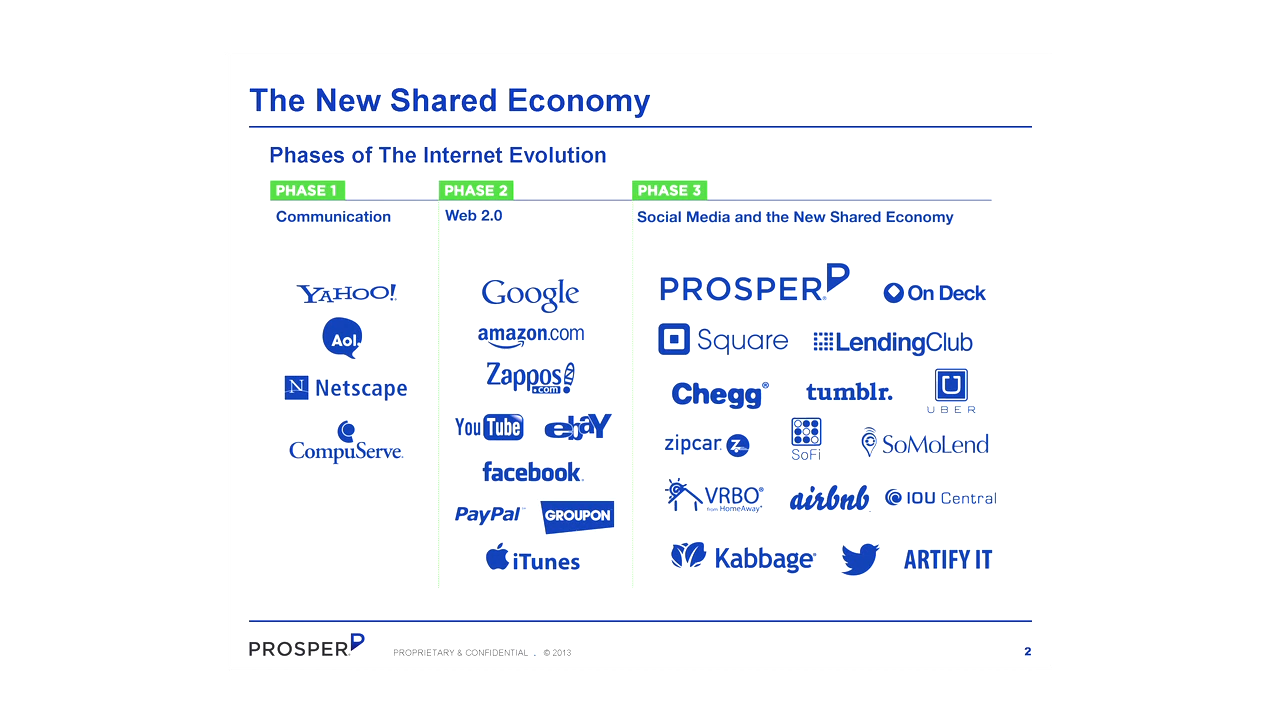 The New Shared Economy
Phases of The Internet Evolution
PHASE 1
Communication
YAHOO!
Aol.
N Netscape
CompuServe.
PHASE 2
Web 2.0
Google
amazon.com
Zappos.com!
YouTube ebaY
facebook.
PayPal™ GROUPON
iTunes
PHASE 3
Social Media and the New Shared Economy
PROSPER On Deck
Square LendingClub
Chegg® tumblr. U
UBER
zipcar. Z SoFi SoMoLend
VRBO® airbnb IOU Central
from HomeAway®
Kabbage® ARTIFY IT
PROSPER PROPRIETARY & CONFIDENTIAL . © 2013 2